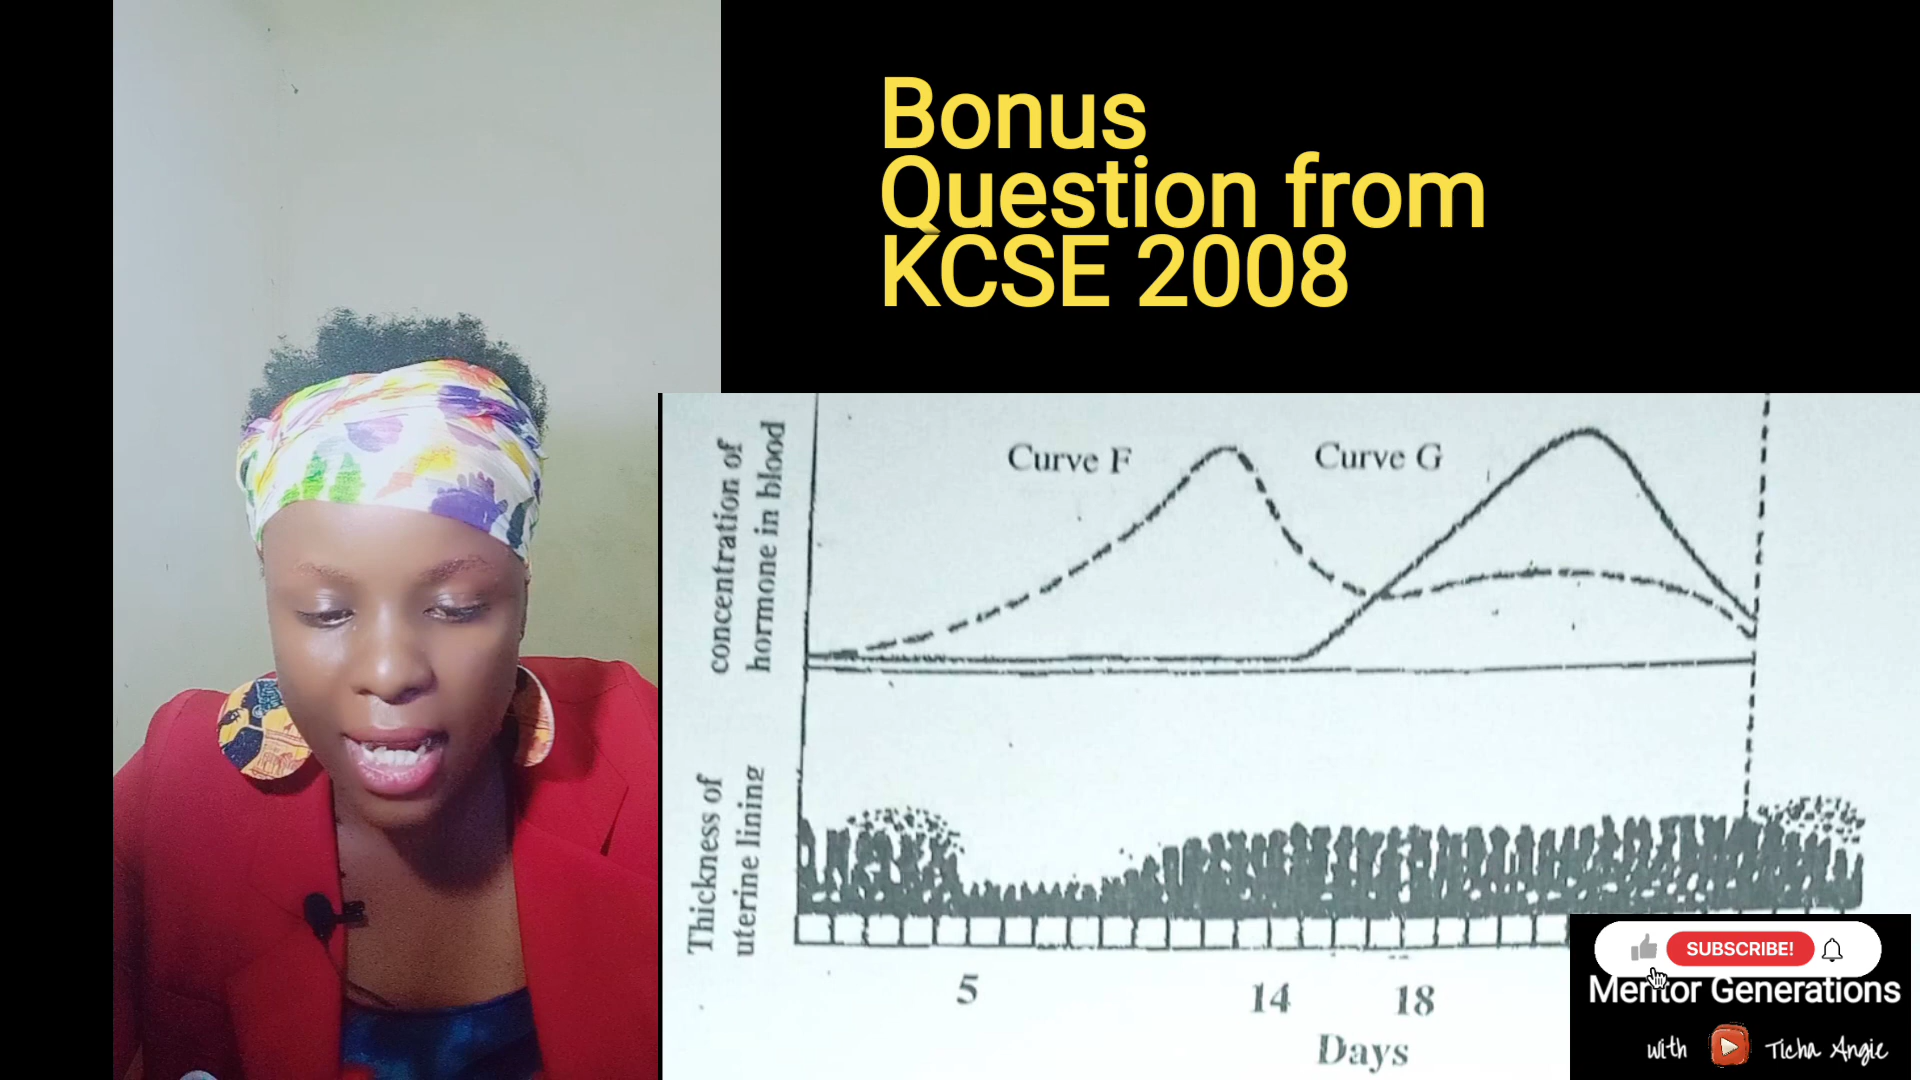 Bonus
Question from
KCSE 2008
concentration of
hormone in blood
Curve F
Curve G
Thickness of
uterine lining
5
14
18
Days
SUBSCRIBE!
Mentor Generations
with
Ticha Angie